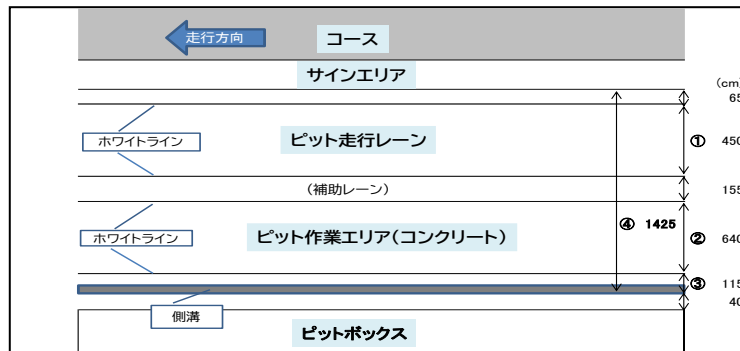 走行方向
コース
サインエリア
(cm)
65
ホワイトライン
ピット走行レーン
① 450
(補助レーン)
155
④ 1425
ホワイトライン
ピット作業エリア(コンクリート)
② 640
③ 115
40
側溝
ピットボックス